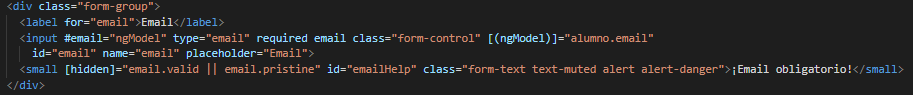 <div class="form-group">
<label for="email">Email</label>
<input #email="ngModel" type="email" required email class="form-control" [(ngModel)]="alumno.email"
id="email" name="email" placeholder="Email">
<small [hidden]="email.valid || email.pristine" id="emailHelp" class="form-text text-muted alert alert-danger">¡Email obligatorio!</small>
</div>